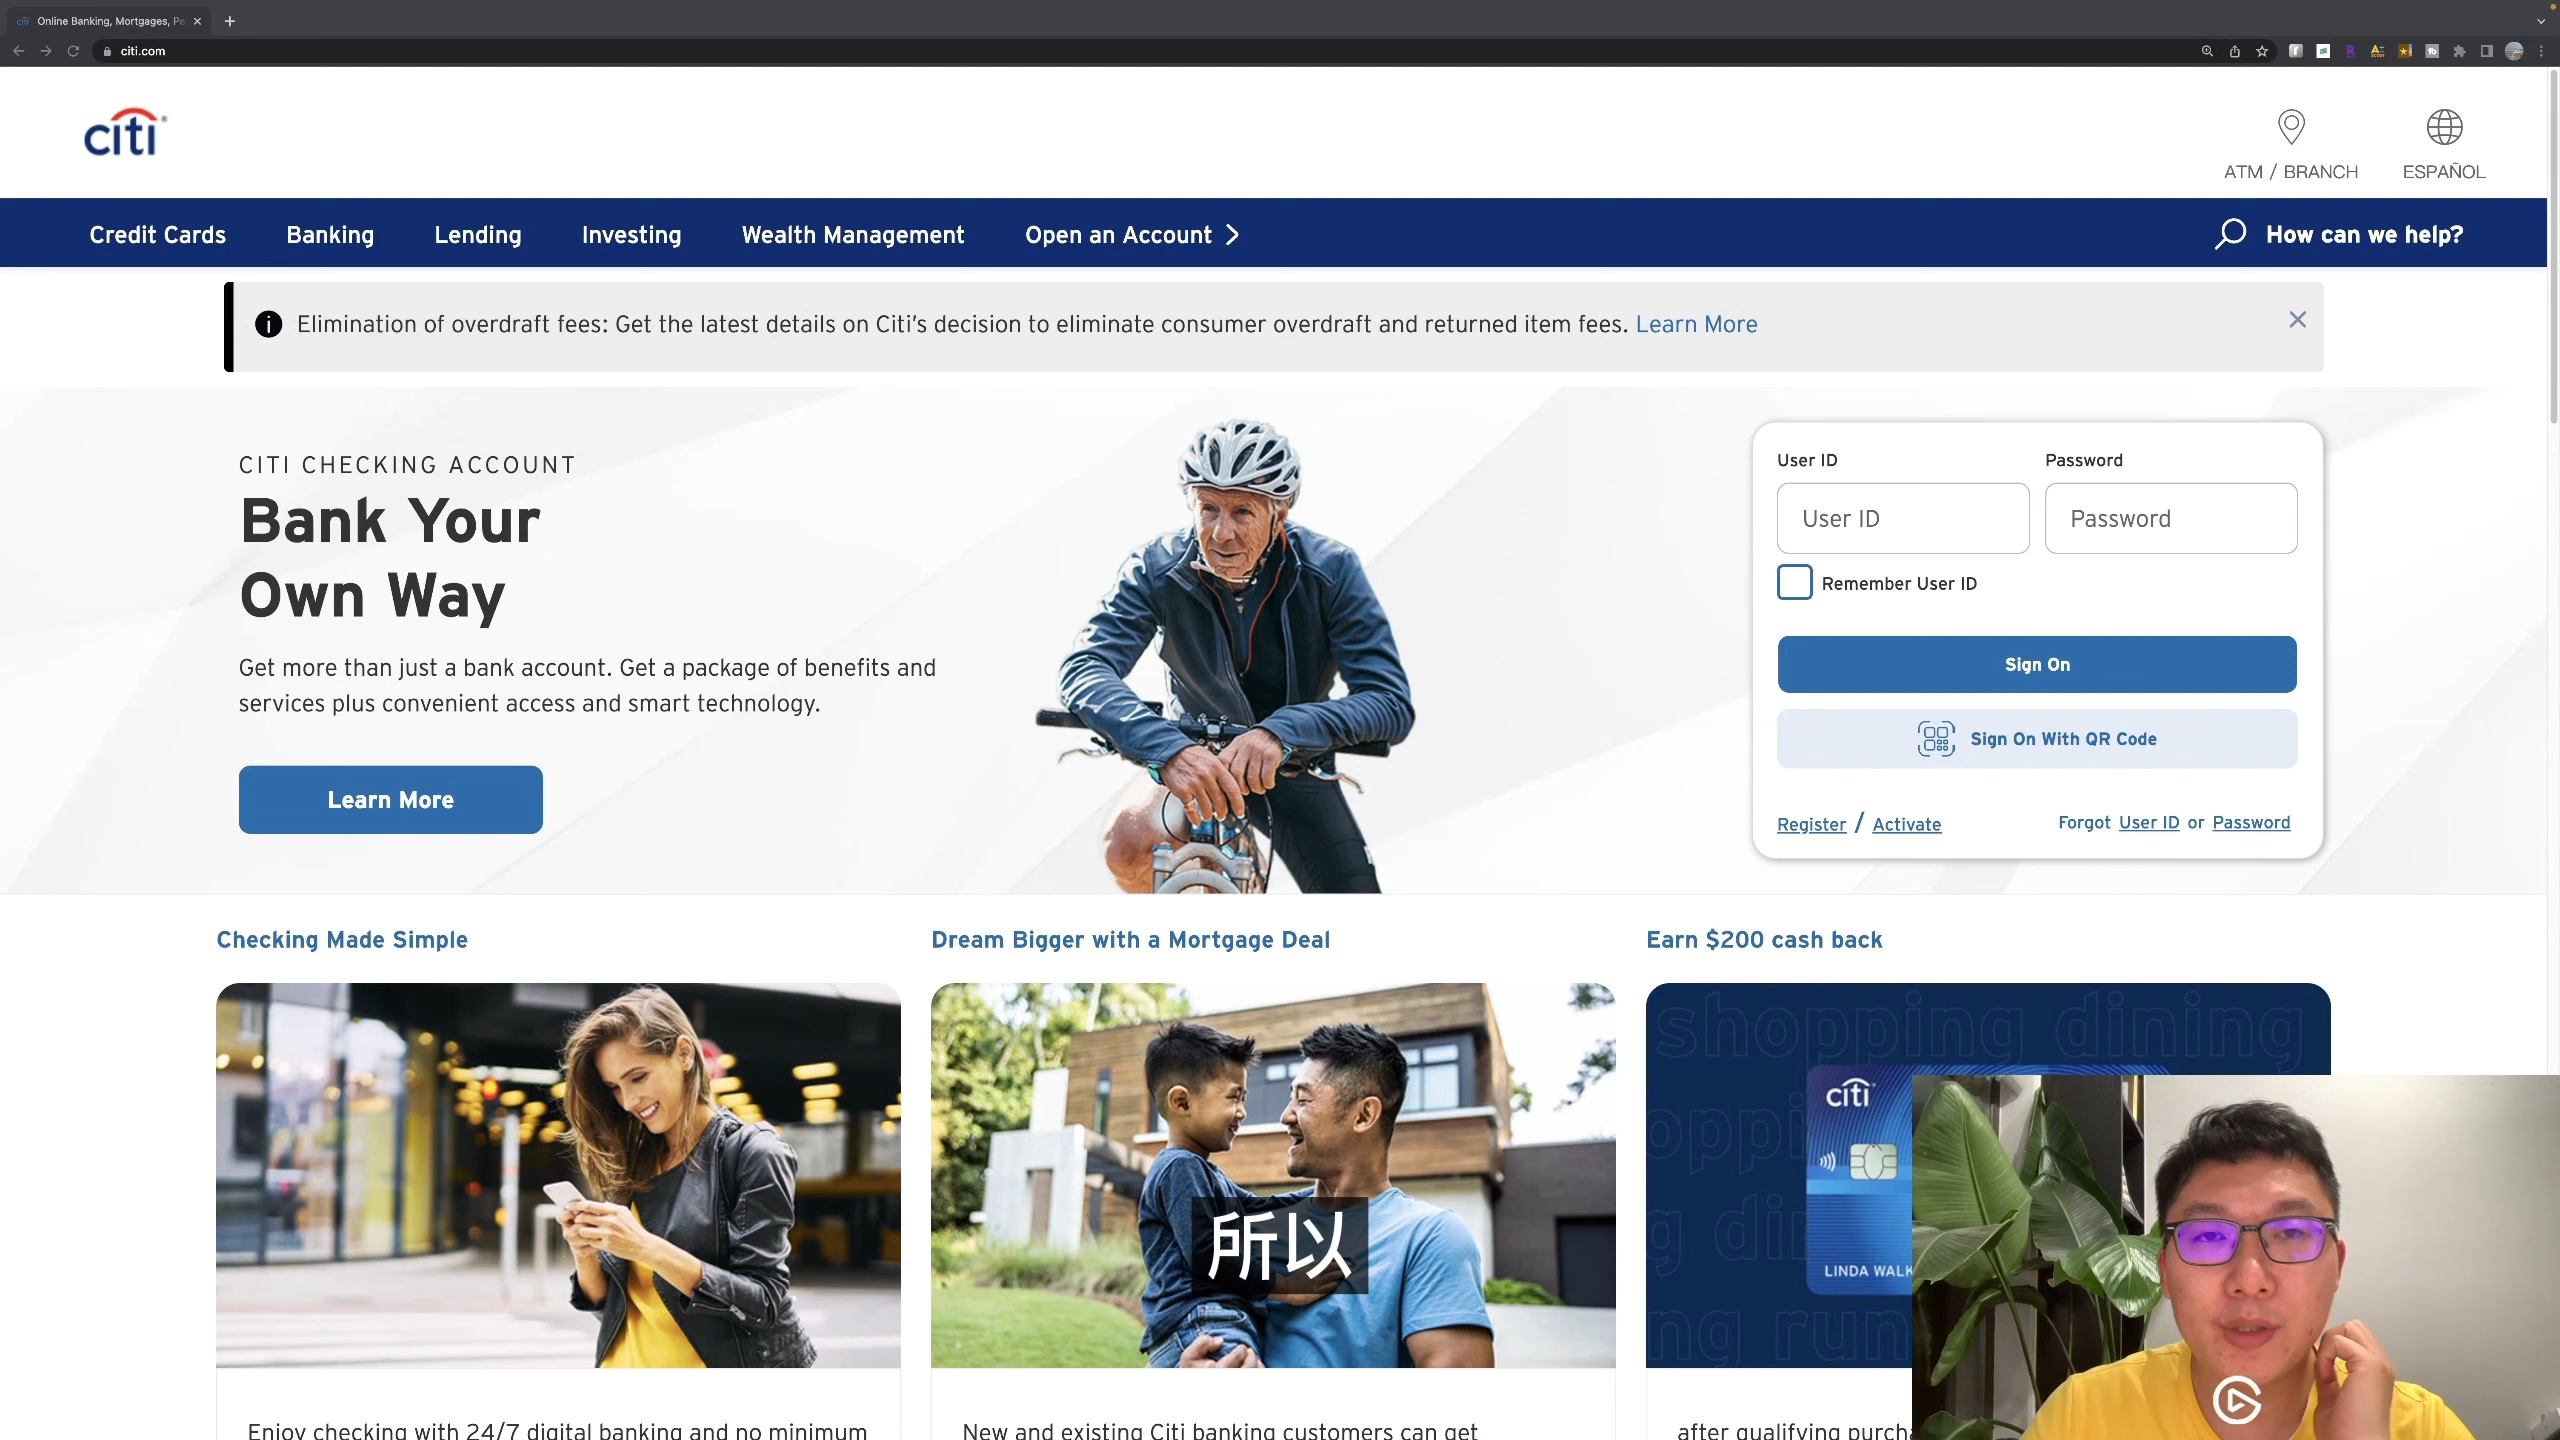 Online Banking, Mortgages, Pe
citi.com
citi
ATM / BRANCH
ESPAÑOL
Credit Cards
Banking
Lending
Investing
Wealth Management
Open an Account
How can we help?
Elimination of overdraft fees: Get the latest details on Citi's decision to eliminate consumer overdraft and returned item fees. Learn More
CITI CHECKING ACCOUNT
Bank Your
Own Way
Get more than just a bank account. Get a package of benefits and
services plus convenient access and smart technology.
Learn More
User ID
Password
User ID
Password
Remember User ID
Sign On
Sign On With QR Code
Register / Activate
Forgot User ID or Password
Checking Made Simple
Dream Bigger with a Mortgage Deal
Earn $200 cash back
shopping dining
citi
LINDA WALK
所以
Enjoy checking with 24/7 digital banking and no minimum
New and existing Citi banking customers can get
after qualifying purch